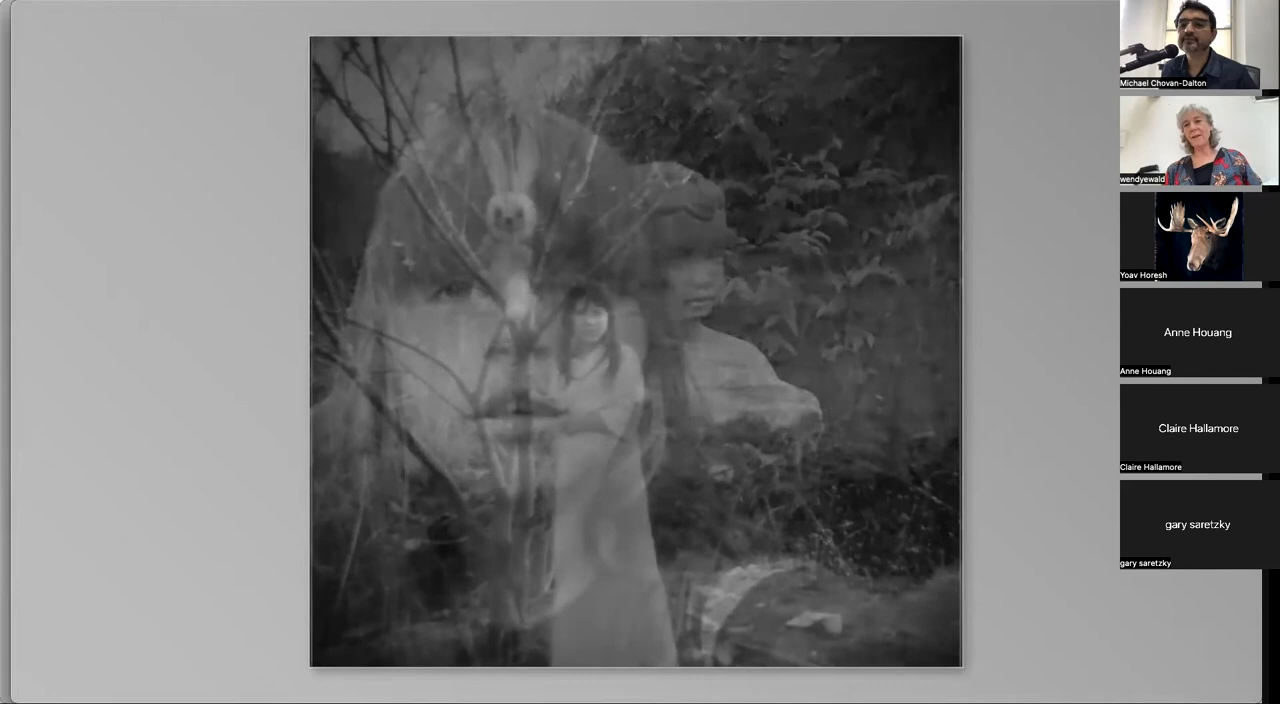 Michael Chovan-Dalton
wendyewald
Yoav Horesh
Anne Houang
Anne Houang
Claire Hallamore
Claire Hallamore
gary saretzky
gary saretzky